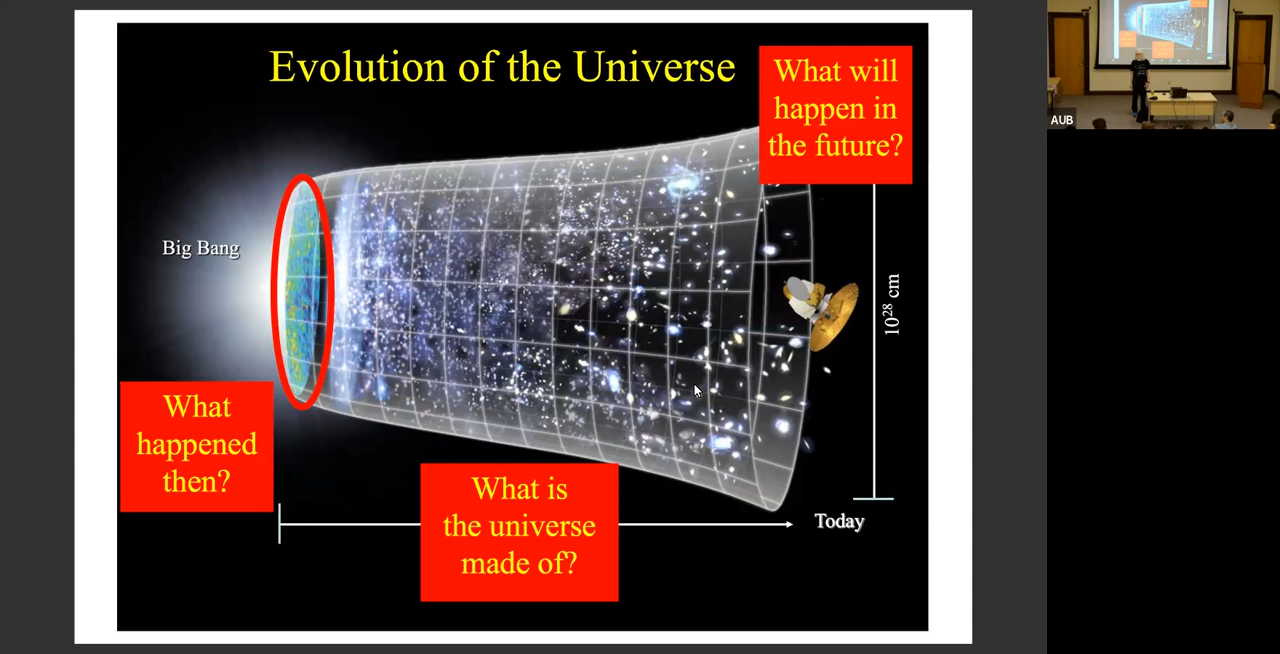 Evolution of the Universe
What will
happen in
the future?
Big Bang
10²⁸ cm
What
happened
then?
What is
the universe
made of?
Today
AUB